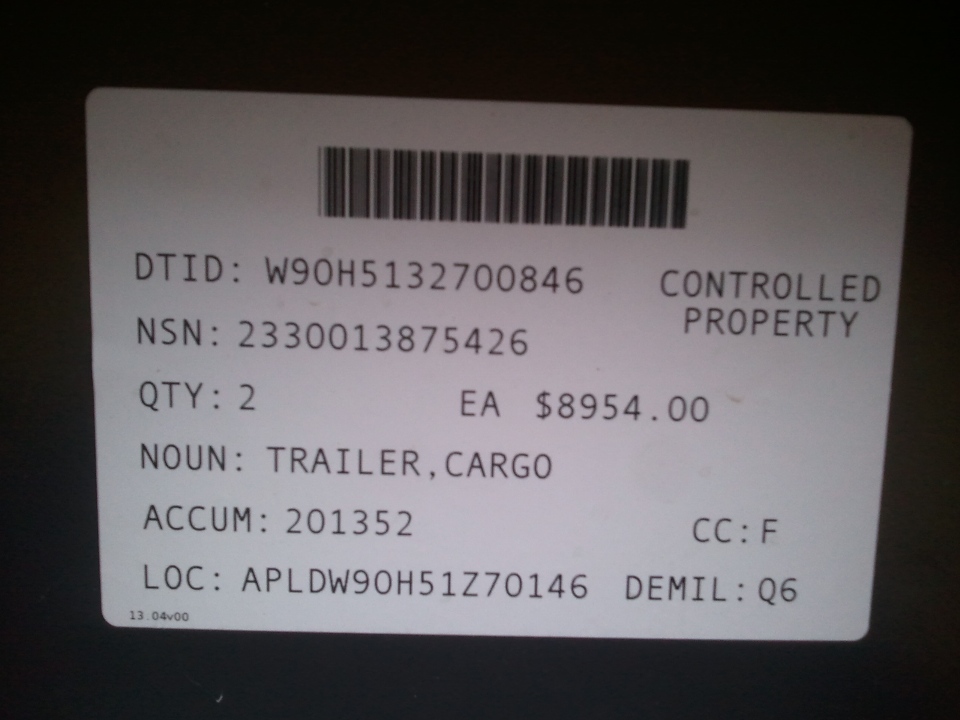 DTID: W90H5132700846
CONTROLLED
PROPERTY
NSN: 2330013875426
QTY: 2 EA $8954.00
NOUN: TRAILER,CARGO
ACCUM: 201352 CC: F
LOC: APLDW90H51Z70146 DEMIL: Q6
13.04v00